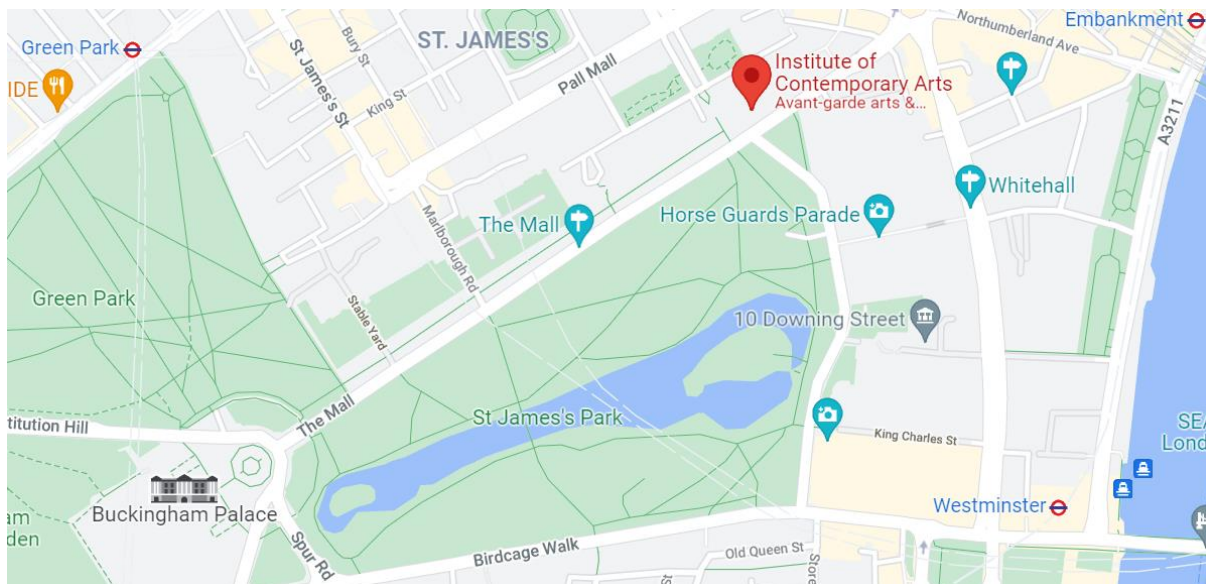 Green Park
IDE
St James's St
Bury St
ST. JAMES'S
King St
Pall Mall
Institute of
Contemporary Arts
Avant-garde arts &...
Northumberland Ave
Embankment
A3211
Whitehall
The Mall
Marlborough Rd
Horse Guards Parade
Green Park
Stable Yard
10 Downing Street
St James's Park
The Mall
titution Hill
King Charles St
SEA
Lond
Buckingham Palace
am
den
Spur Rd
Birdcage Walk
Old Queen St
Store
Westminster